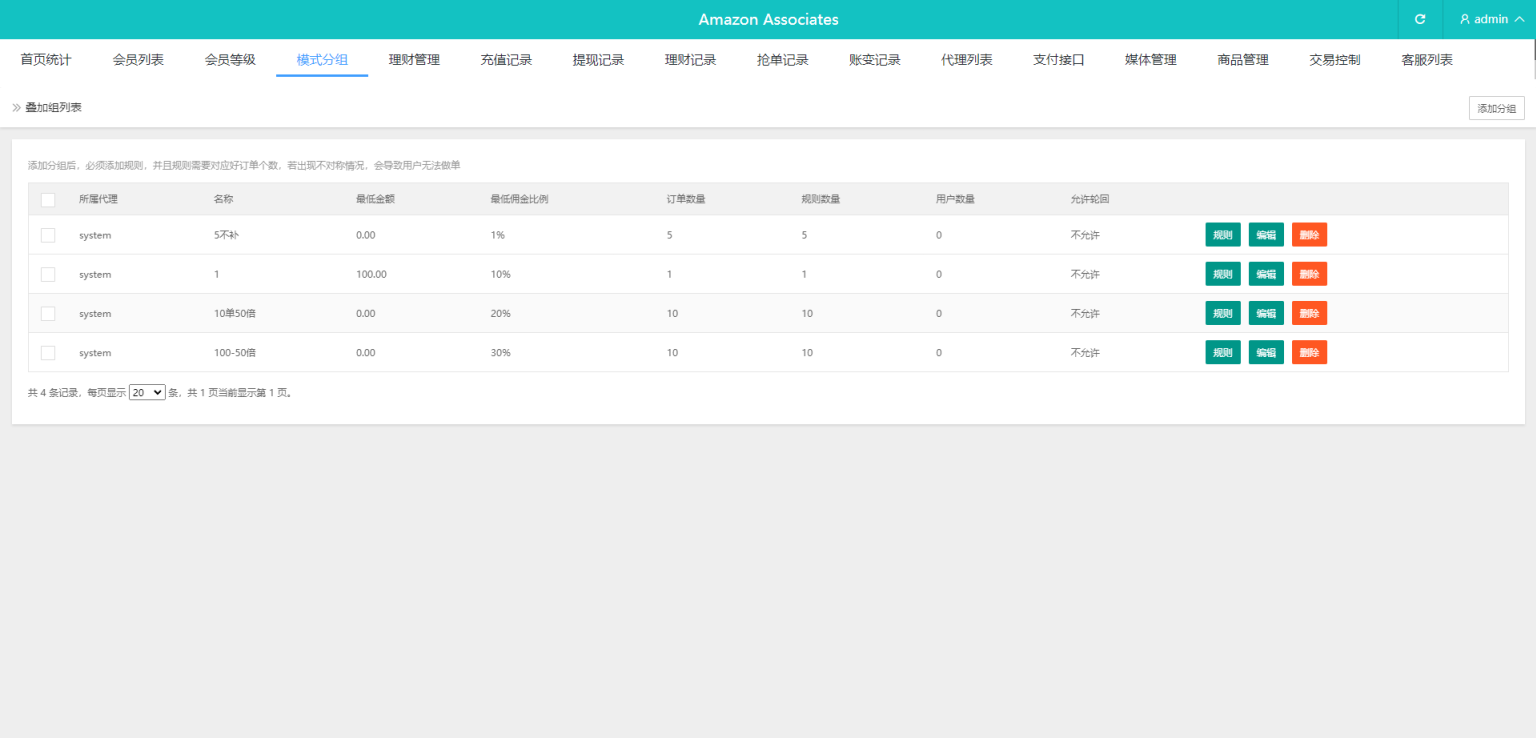 Amazon Associates
admin
首页统计 会员列表 会员等级 模式分组 理财管理 充值记录 提现记录 理财记录 抢单记录 账变记录 代理列表 支付接口 媒体管理 商品管理 交易控制 客服列表
叠加组列表
添加分组
添加分组后，必须添加规则，并且规则需要对应好订单个数，若出现不对称情况，会导致用户无法做单
所属代理 名称 最低金额 最低佣金比例 订单数量 规则数量 用户数量 允许轮回
system 5不补 0.00 1% 5 5 0 不允许 规则 编辑 删除
system 1 100.00 10% 1 1 0 不允许 规则 编辑 删除
system 10单50倍 0.00 20% 10 10 0 不允许 规则 编辑 删除
system 100-50倍 0.00 30% 10 10 0 不允许 规则 编辑 删除
共 4 条记录，每页显示 20 条，共 1 页当前显示第 1 页。